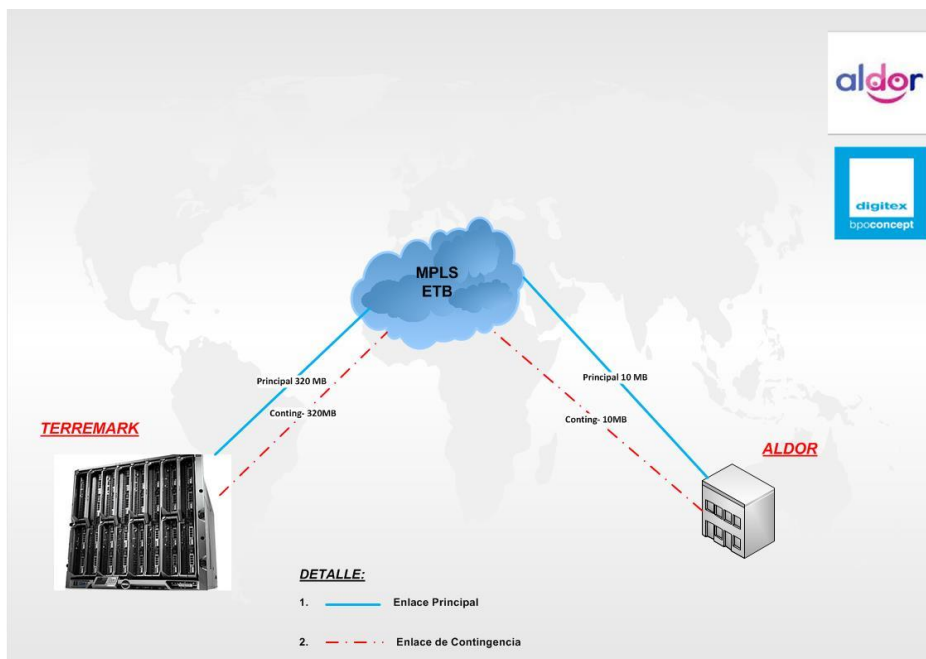 aldor
digitex
bpoconcept
MPLS
ETB
Principal 320 MB
Principal 10 MB
Conting- 320MB
Conting- 10MB
TERREMARK
ALDOR
DETALLE:
1. Enlace Principal
2. Enlace de Contingencia